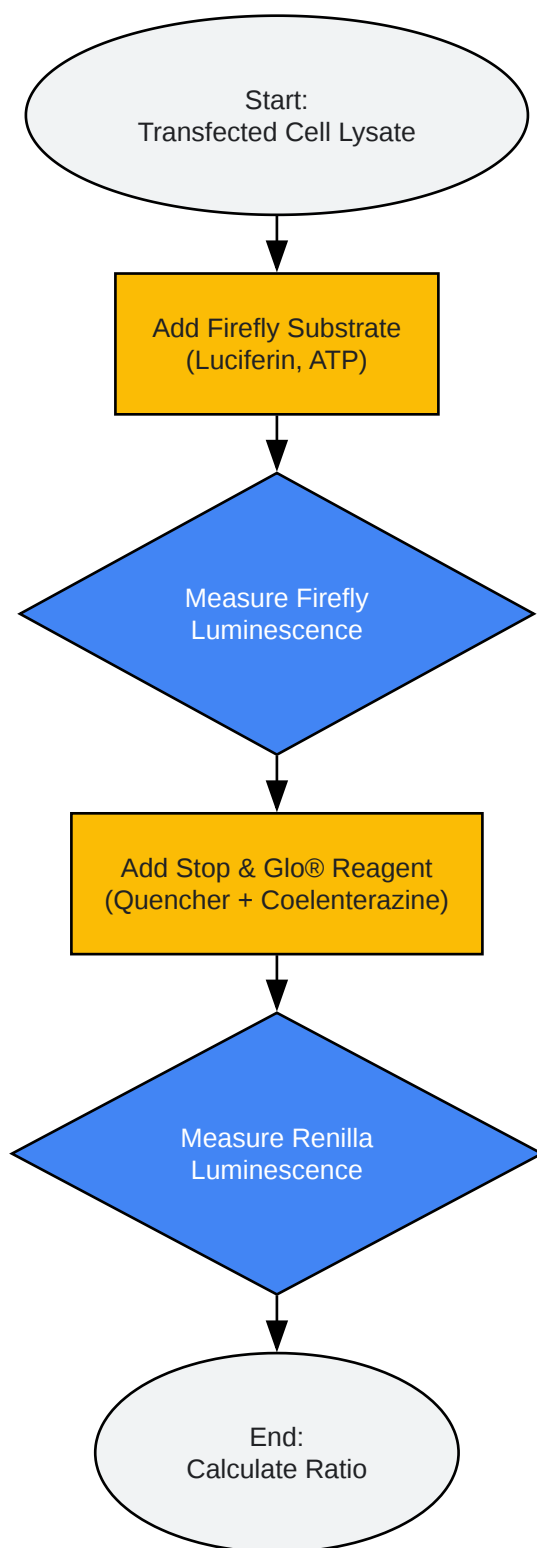 Start:
Transfected Cell Lysate
Add Firefly Substrate
(Luciferin, ATP)
Measure Firefly
Luminescence
Add Stop & Glo® Reagent
(Quencher + Coelenterazine)
Measure Renilla
Luminescence
End:
Calculate Ratio